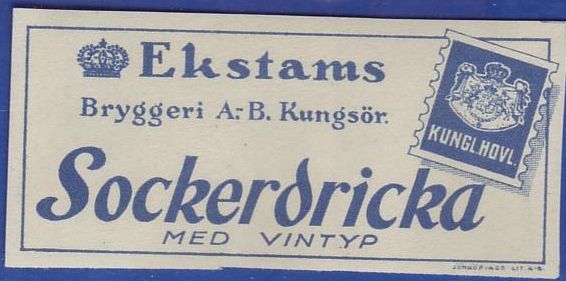 Ekstams
Bryggeri A.-B. Kungsör.
KUNGL.HOVL.
Sockerdricka
MED VINTYP